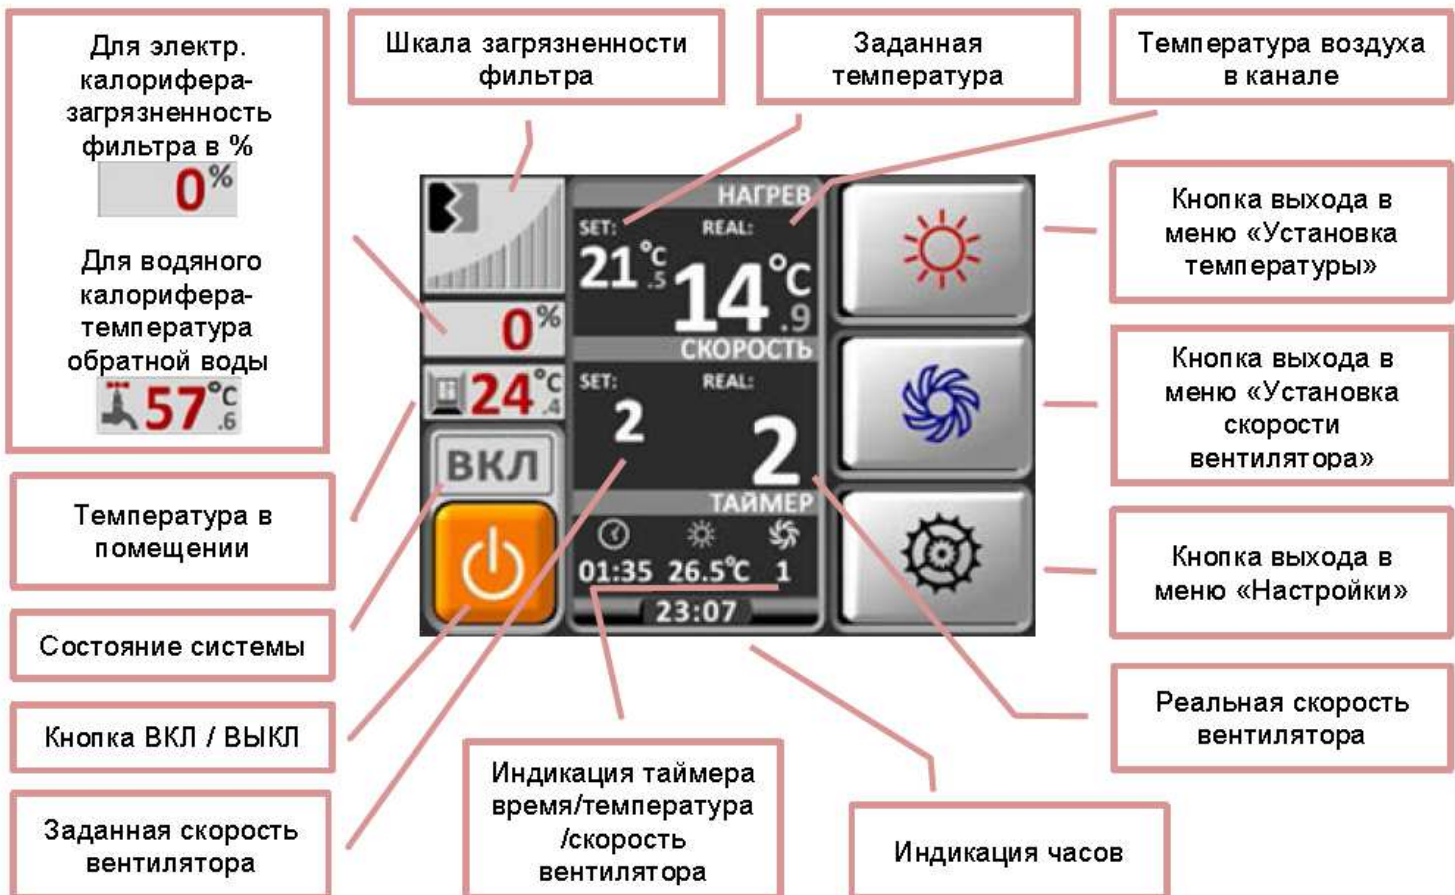 Для электр.
калорифера-
загрязненность
фильтра в %
0%
Для водяного
калорифера-
температура
обратной воды
57°C
.6
Шкала загрязненности
фильтра
Заданная
температура
Температура воздуха
в канале
НАГРЕВ
SET:
REAL:
21°C
.5
14°C
.9
0%
СКОРОСТЬ
24°C
.4
SET:
REAL:
2
2
ВКЛ
ТАЙМЕР
01:35 26.5°C 1
23:07
Кнопка выхода в
меню «Установка
температуры»
Кнопка выхода в
меню «Установка
скорости
вентилятора»
Кнопка выхода в
меню «Настройки»
Реальная скорость
вентилятора
Температура в
помещении
Состояние системы
Кнопка ВКЛ / ВЫКЛ
Заданная скорость
вентилятора
Индикация таймера
время/температура
/скорость
вентилятора
Индикация часов